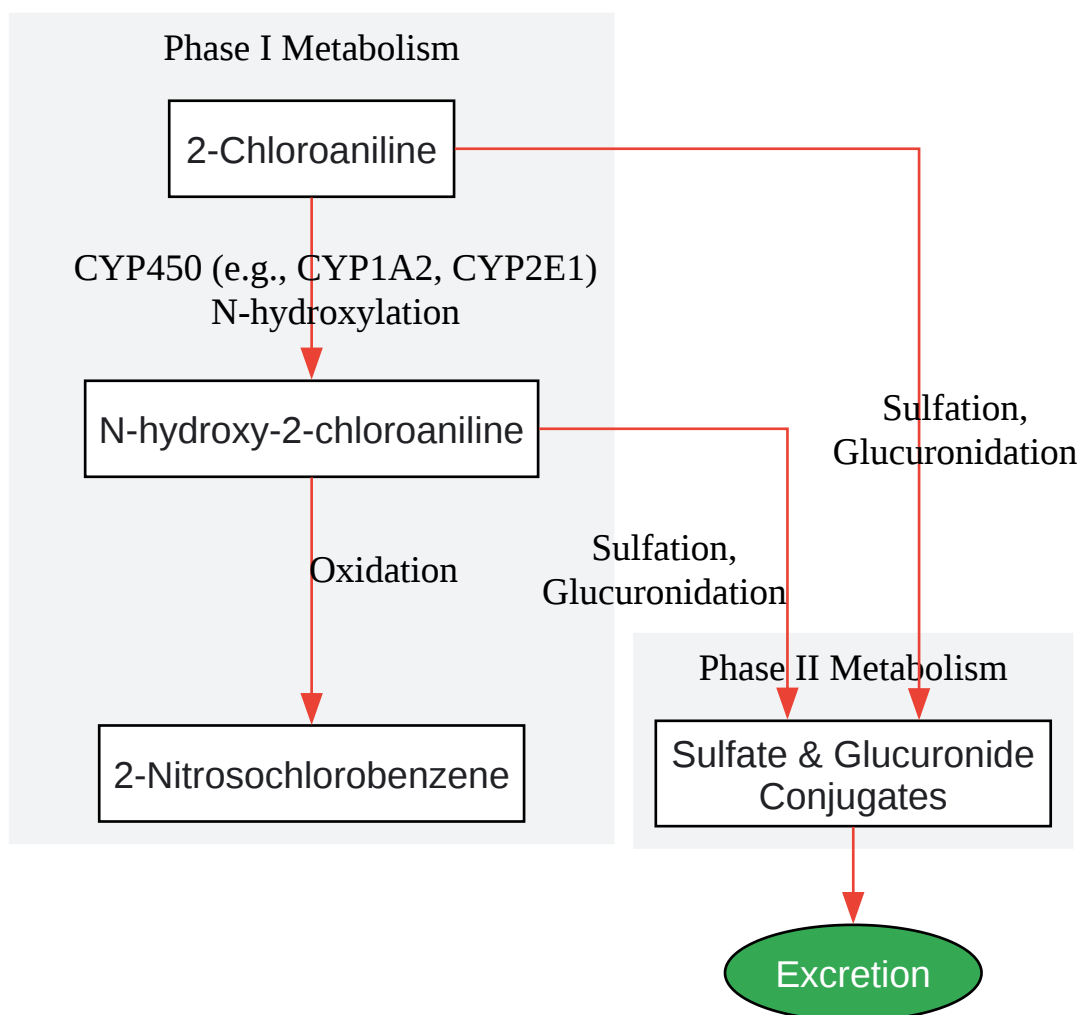 Phase I Metabolism
2-Chloroaniline
CYP450 (e.g., CYP1A2, CYP2E1)
N-hydroxylation
N-hydroxy-2-chloroaniline
Sulfation,
Glucuronidation
Oxidation
Sulfation,
Glucuronidation
Phase II Metabolism
2-Nitrosochlorobenzene
Sulfate & Glucuronide
Conjugates
Excretion